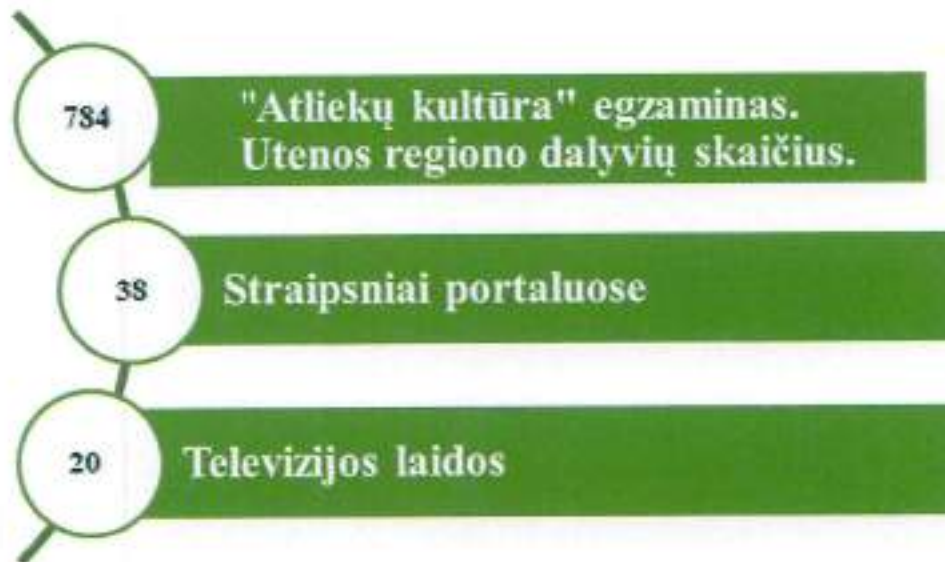 784
"Atliekų kultūra" egzaminas.
Utenos regiono dalyvių skaičius.
38
Straipsniai portaluose
20
Televizijos laidos